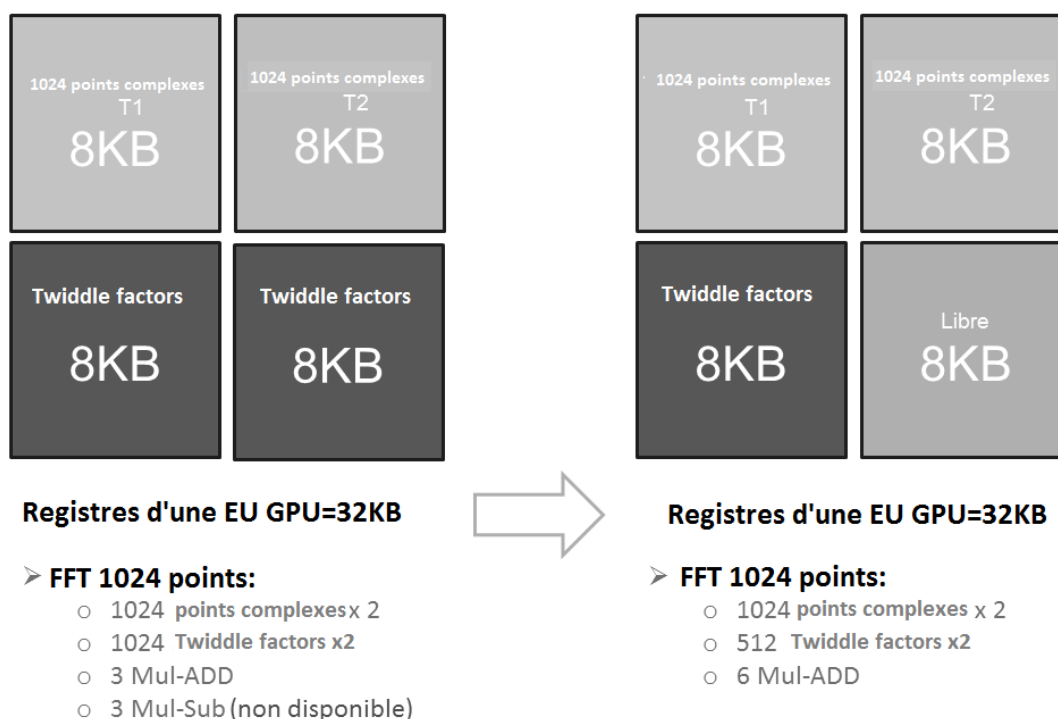 1024 points complexes
T1
8KB
1024 points complexes
T2
8KB
Twiddle factors
8KB
Twiddle factors
8KB
Registres d'une EU GPU=32KB
➢ FFT 1024 points:
o 1024 points complexes x 2
o 1024 Twiddle factors x2
o 3 Mul-ADD
o 3 Mul-Sub (non disponible)
1024 points complexes
T1
8KB
1024 points complexes
T2
8KB
Twiddle factors
8KB
Libre
8KB
Registres d'une EU GPU=32KB
➢ FFT 1024 points:
o 1024 points complexes x 2
o 512 Twiddle factors x2
o 6 Mul-ADD